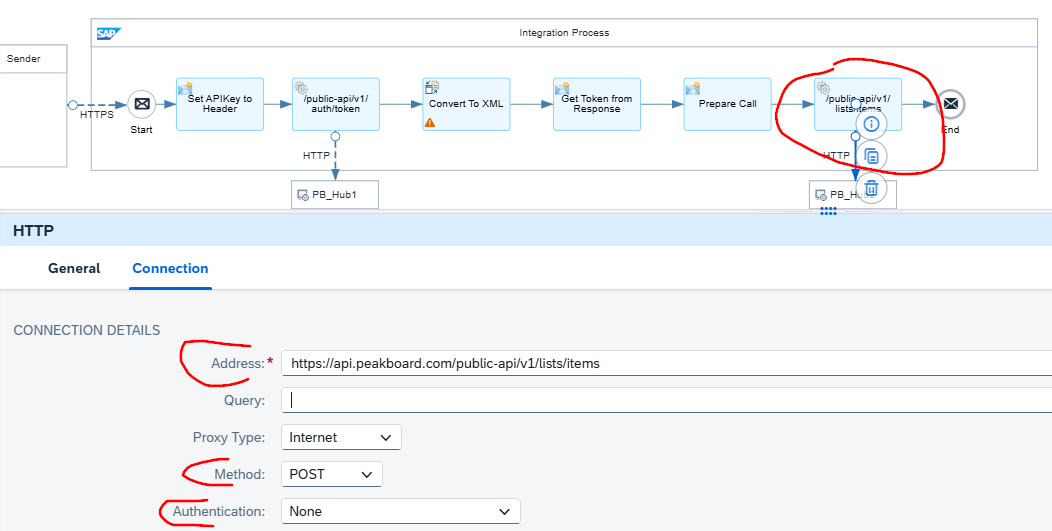 SAP
Integration Process
Sender
HTTPS
Start
Set APIKey to
Header
/public-api/v1/
auth/token
Convert To XML
Get Token from
Response
Prepare Call
/public-api/v1/
lists/items
End
HTTP
HTTP
PB_Hub1
HTTP
General
Connection
CONNECTION DETAILS
Address:*
https://api.peakboard.com/public-api/v1/lists/items
Query:
Proxy Type:
Internet
Method:
POST
Authentication:
None